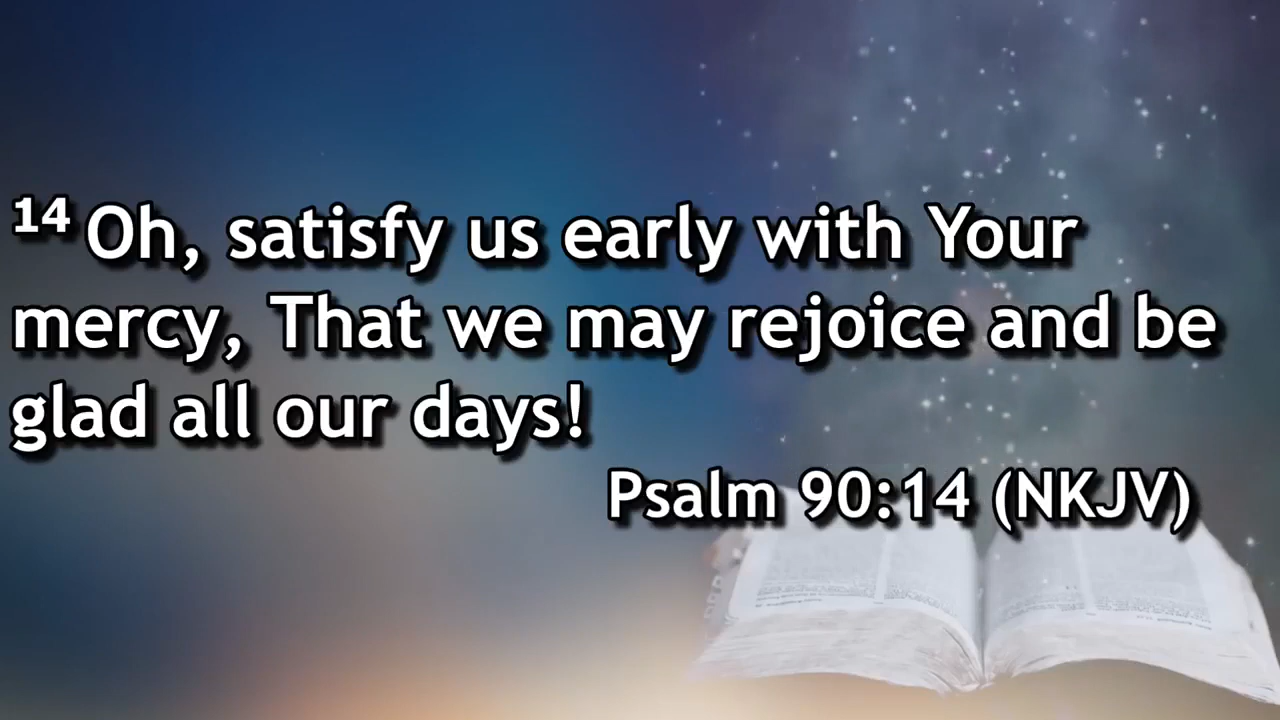 14 Oh, satisfy us early with Your
mercy, That we may rejoice and be
glad all our days!
Psalm 90:14 (NKJV)